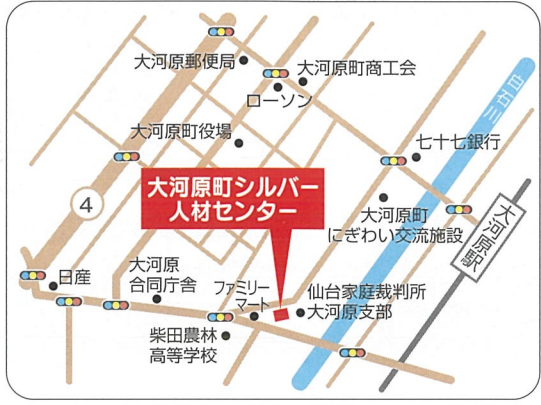 大河原郵便局
大河原町商工会
ローソン
白石川
大河原町役場
七十七銀行
大河原町シルバー
人材センター
4
大河原町
にぎわい交流施設
大河原駅
日産
大河原
合同庁舎
ファミリー
マート
仙台家庭裁判所
大河原支部
柴田農林
高等学校